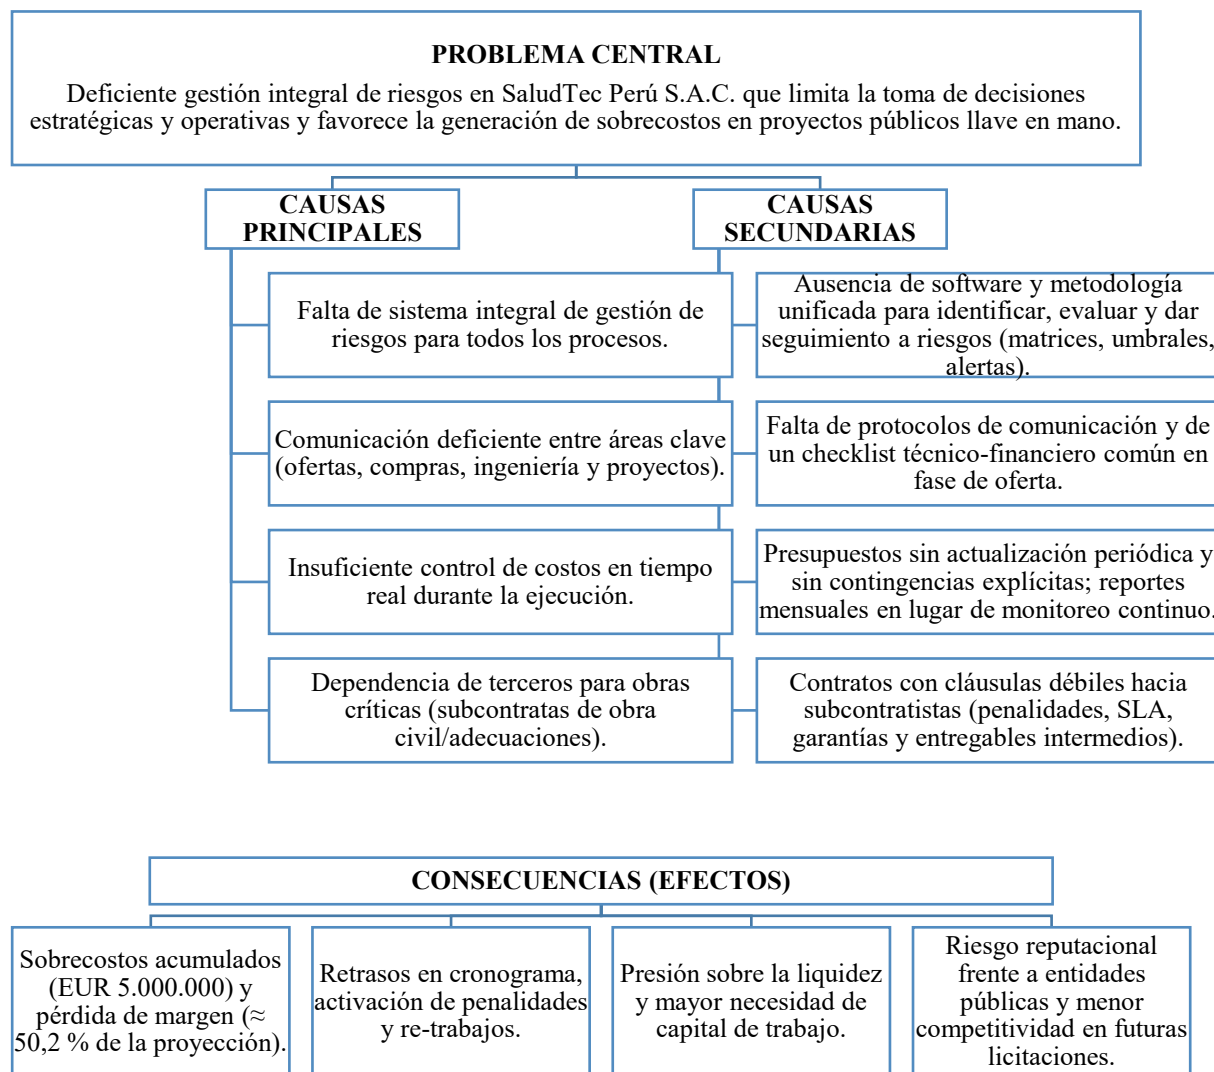 PROBLEMA CENTRAL
Deficiente gestión integral de riesgos en SaludTec Perú S.A.C. que limita la toma de decisiones
estratégicas y operativas y favorece la generación de sobrecostos en proyectos públicos llave en mano.
CAUSAS
PRINCIPALES
CAUSAS
SECUNDARIAS
Falta de sistema integral de gestión de
riesgos para todos los procesos.
Ausencia de software y metodología
unificada para identificar, evaluar y dar
seguimiento a riesgos (matrices, umbrales,
alertas).
Comunicación deficiente entre áreas clave
(ofertas, compras, ingeniería y proyectos).
Falta de protocolos de comunicación y de
un checklist técnico-financiero común en
fase de oferta.
Insuficiente control de costos en tiempo
real durante la ejecución.
Presupuestos sin actualización periódica y
sin contingencias explícitas; reportes
mensuales en lugar de monitoreo continuo.
Dependencia de terceros para obras
críticas (subcontratas de obra
civil/adecuaciones).
Contratos con cláusulas débiles hacia
subcontratistas (penalidades, SLA,
garantías y entregables intermedios).
CONSECUENCIAS (EFECTOS)
Sobrecostos acumulados
(EUR 5.000.000) y
pérdida de margen (≈
50,2 % de la proyección).
Retrasos en cronograma,
activación de penalidades
y re-trabajos.
Presión sobre la liquidez
y mayor necesidad de
capital de trabajo.
Riesgo reputacional
frente a entidades
públicas y menor
competitividad en futuras
licitaciones.